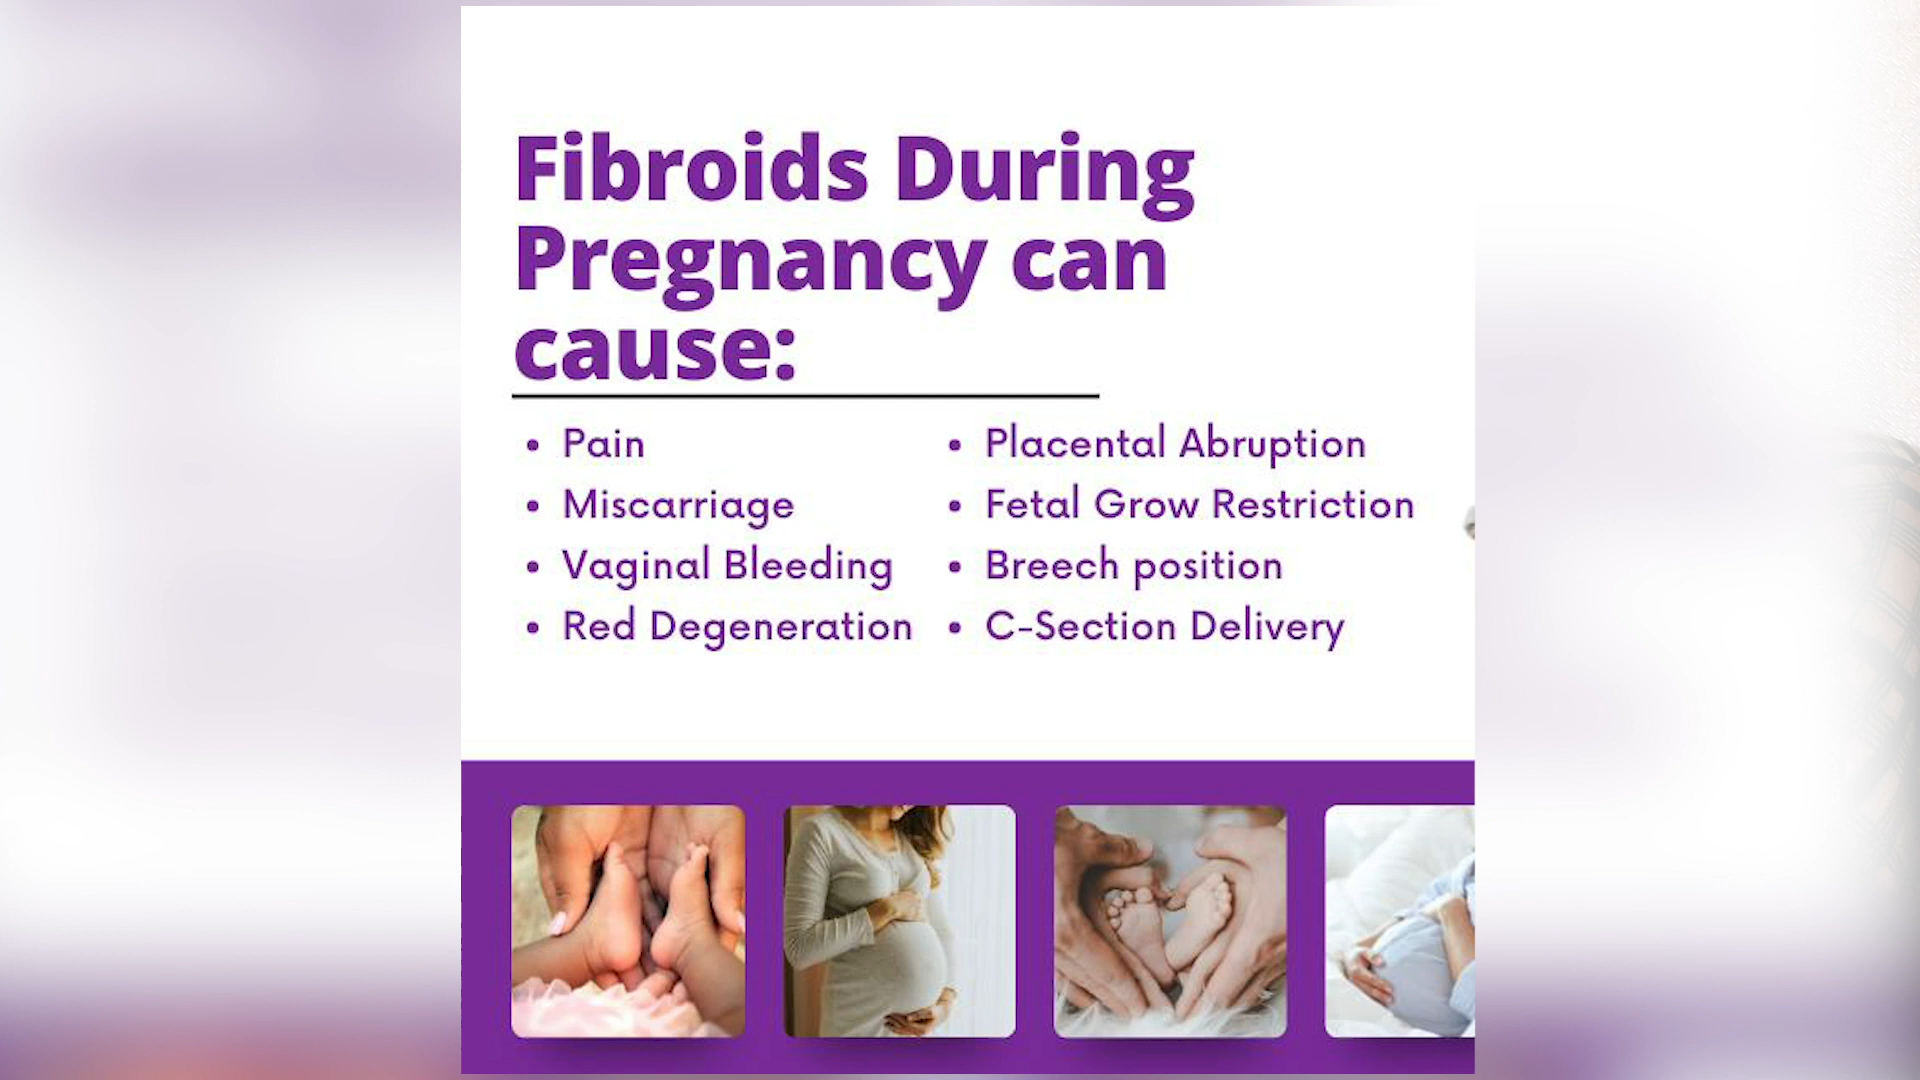 Fibroids During
Pregnancy can
cause:
• Pain
• Miscarriage
• Vaginal Bleeding
• Red Degeneration
• Placental Abruption
• Fetal Grow Restriction
• Breech position
• C-Section Delivery